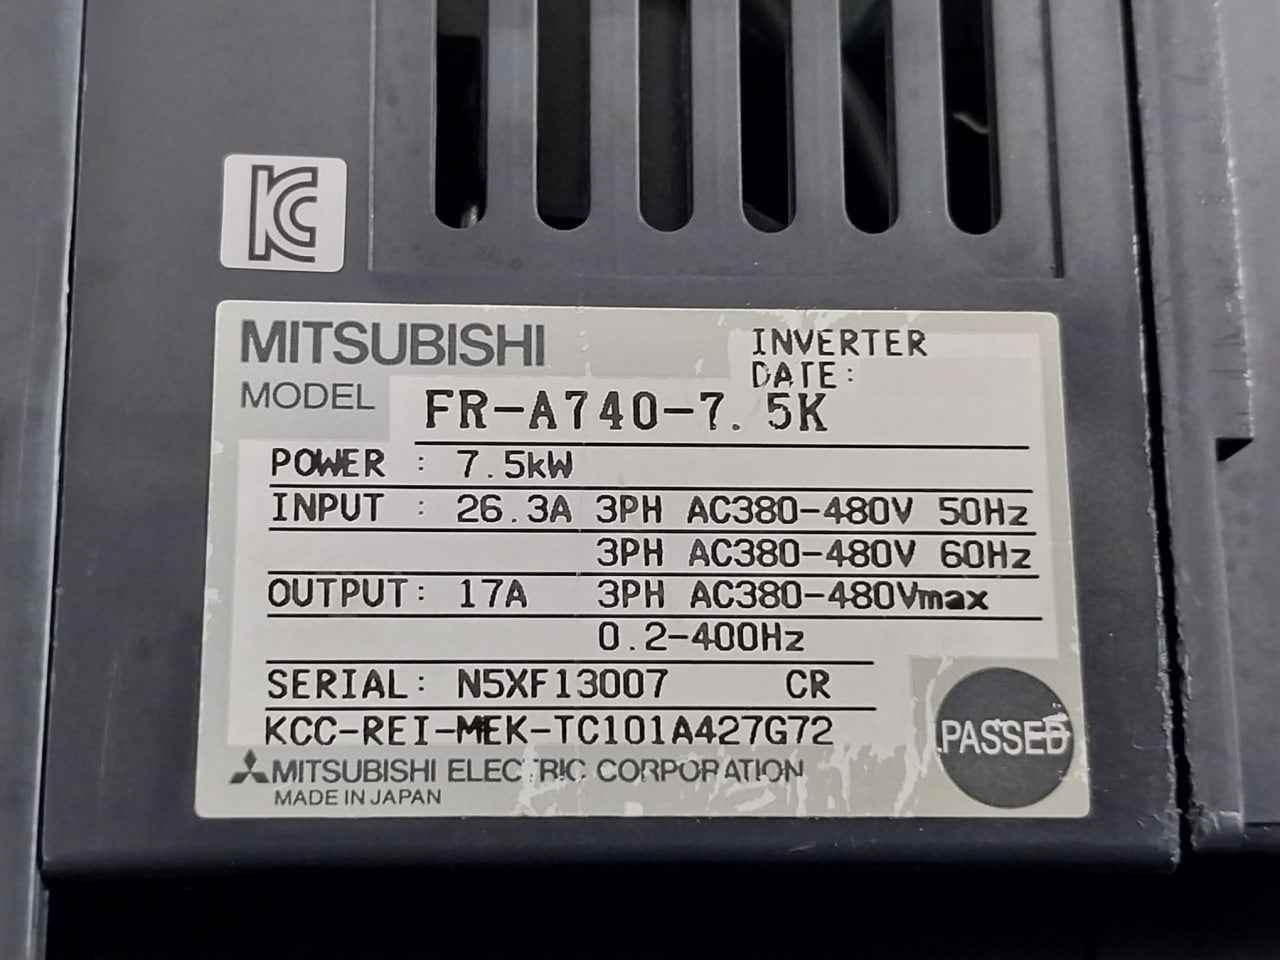 KC
MITSUBISHI
INVERTER
DATE:
MODEL FR-A740-7.5K
POWER : 7.5kW
INPUT : 26.3A 3PH AC380-480V 50Hz
3PH AC380-480V 60Hz
OUTPUT: 17A 3PH AC380-480Vmax
0.2-400Hz
SERIAL: N5XF13007 CR
KCC-REI-MEK-TC101A427G72
PASSED
MITSUBISHI ELECTRIC CORPORATION
MADE IN JAPAN